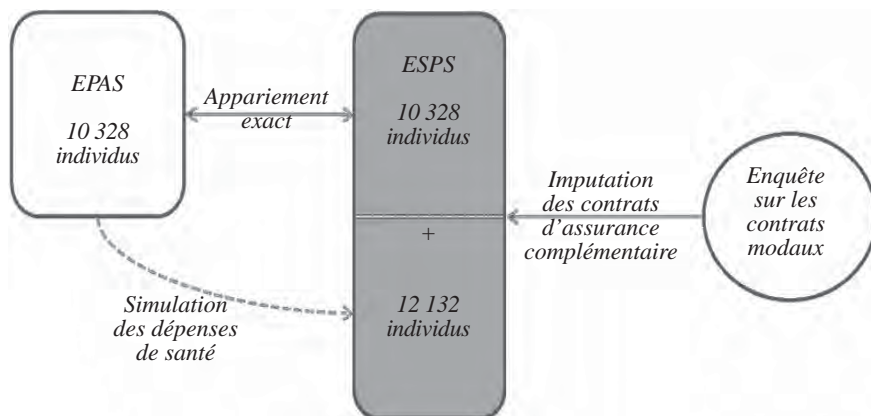 EPAS
10 328
individus
Appariement
exact
ESPS
10 328
individus
+
12 132
individus
Simulation
des dépenses
de santé
Imputation
des contrats
d'assurance
complémentaire
Enquête
sur les
contrats
modaux